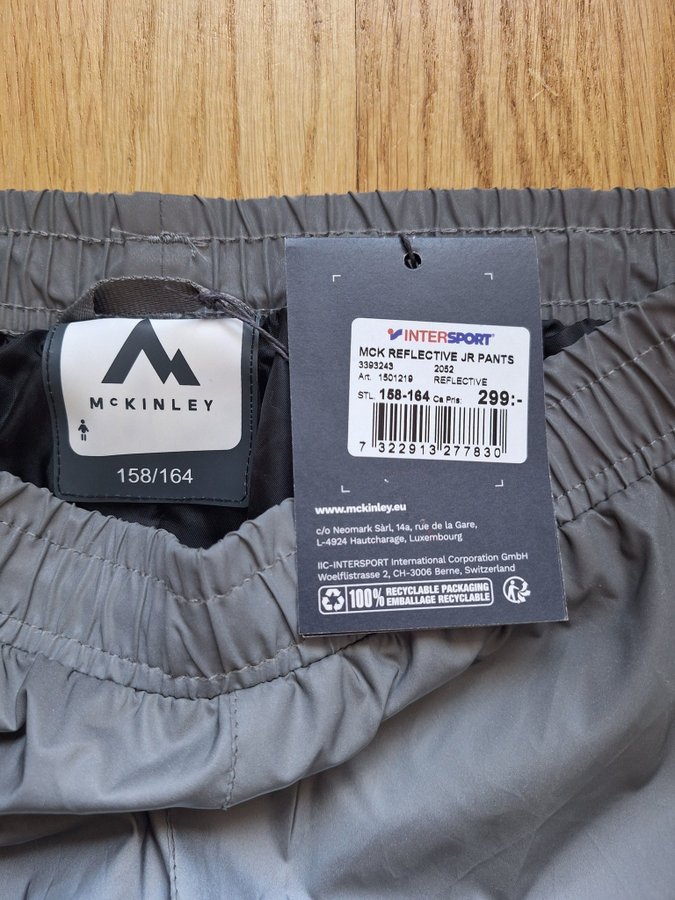 McKINLEY
158/164
INTERSPORT
MCK REFLECTIVE JR PANTS
3393243 2052
Art. 1501219 REFLECTIVE
STL. 158-164 Ca Pris: 299:-
7 322913 277830
www.mckinley.eu
c/o Neomark Sàrl, 14a, rue de la Gare,
L-4924 Hautcharage, Luxembourg
IIC-INTERSPORT International Corporation GmbH
Woelflistrasse 2, CH-3006 Berne, Switzerland
100% RECYCLABLE PACKAGING
EMBALLAGE RECYCLABLE